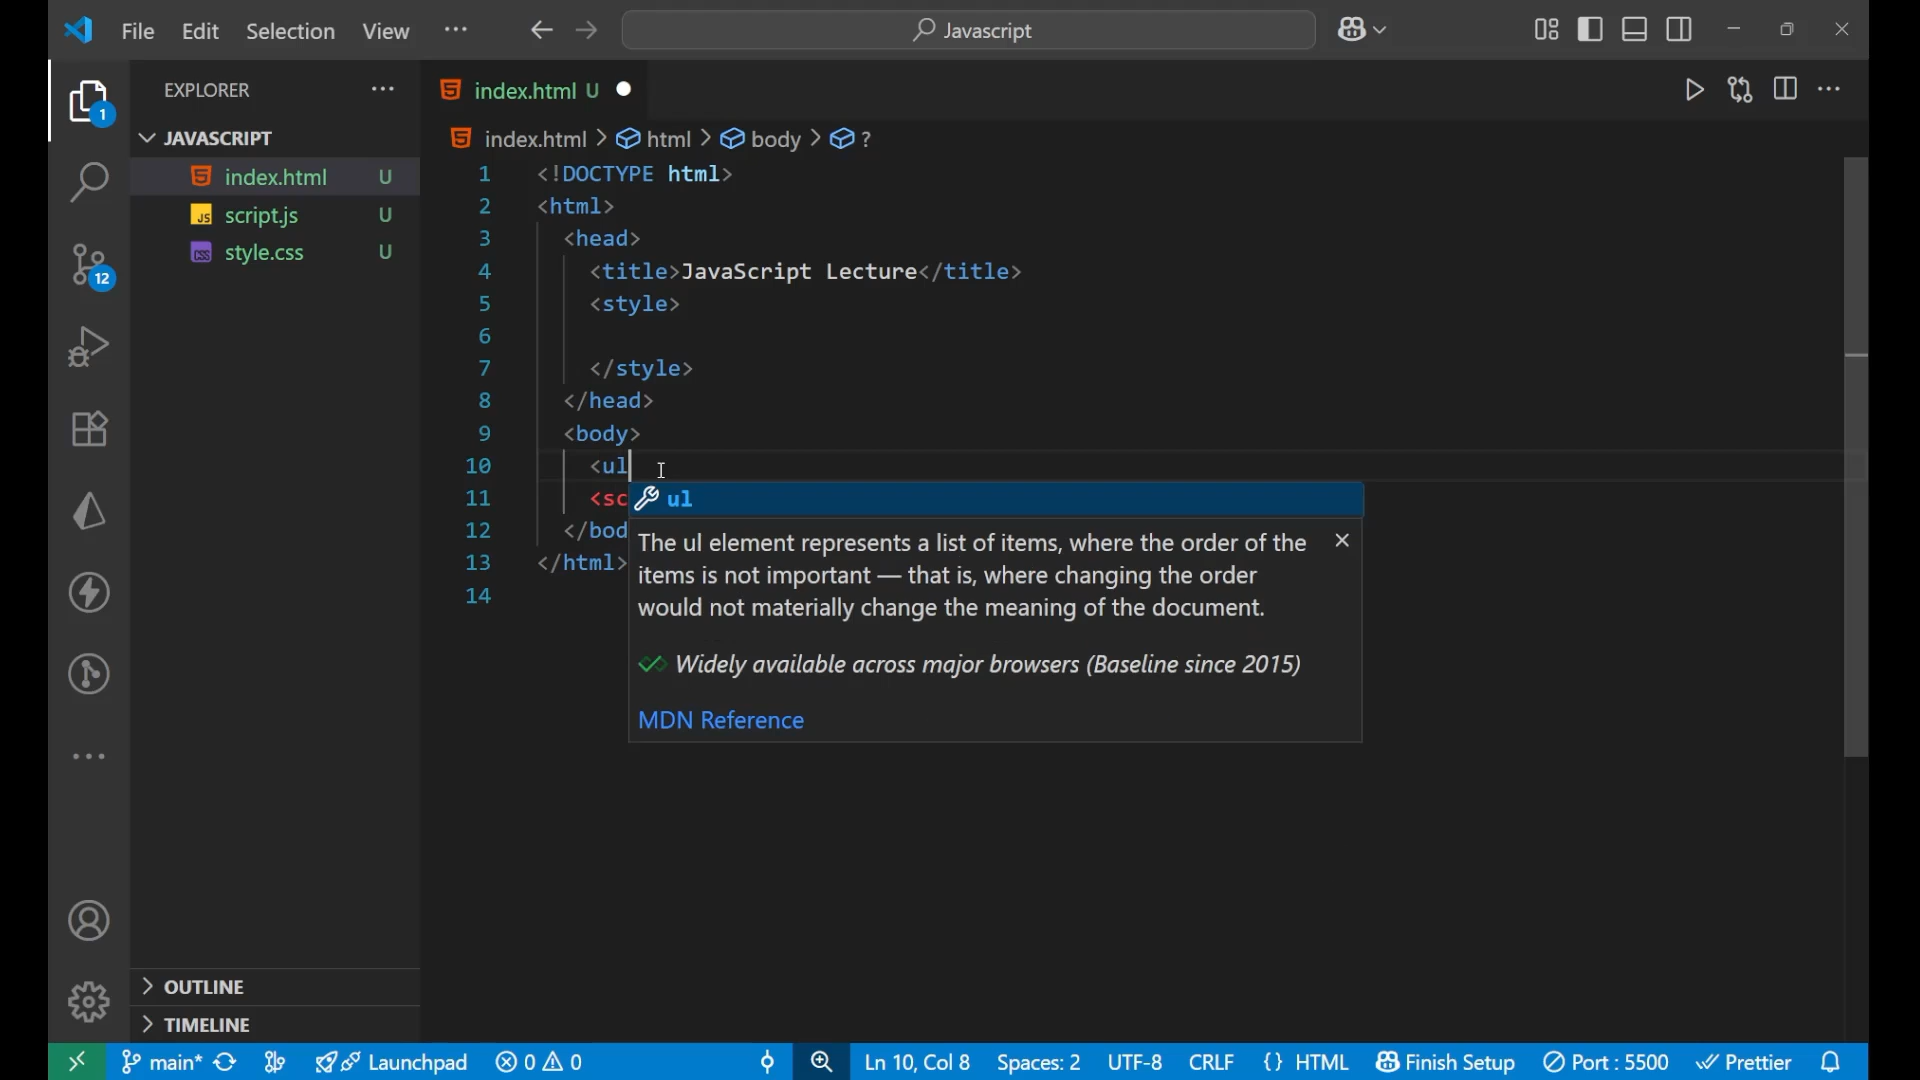 File Edit Selection View ··· Javascript
EXPLORER ···
JAVASCRIPT
index.html U
script.js U
style.css U
OUTLINE
TIMELINE
1
12
index.html U
index.html > html > body > ?
1 <!DOCTYPE html>
2 <html>
3 <head>
4 <title>JavaScript Lecture</title>
5 <style>
6
7 </style>
8 </head>
9 <body>
10 <ul
11 <sc
12 </bod
13 </html>
14
ul
The ul element represents a list of items, where the order of the
items is not important — that is, where changing the order
would not materially change the meaning of the document.
Widely available across major browsers (Baseline since 2015)
MDN Reference
main* Launchpad 0 0 Ln 10, Col 8 Spaces: 2 UTF-8 CRLF {} HTML Finish Setup Port : 5500 Prettier